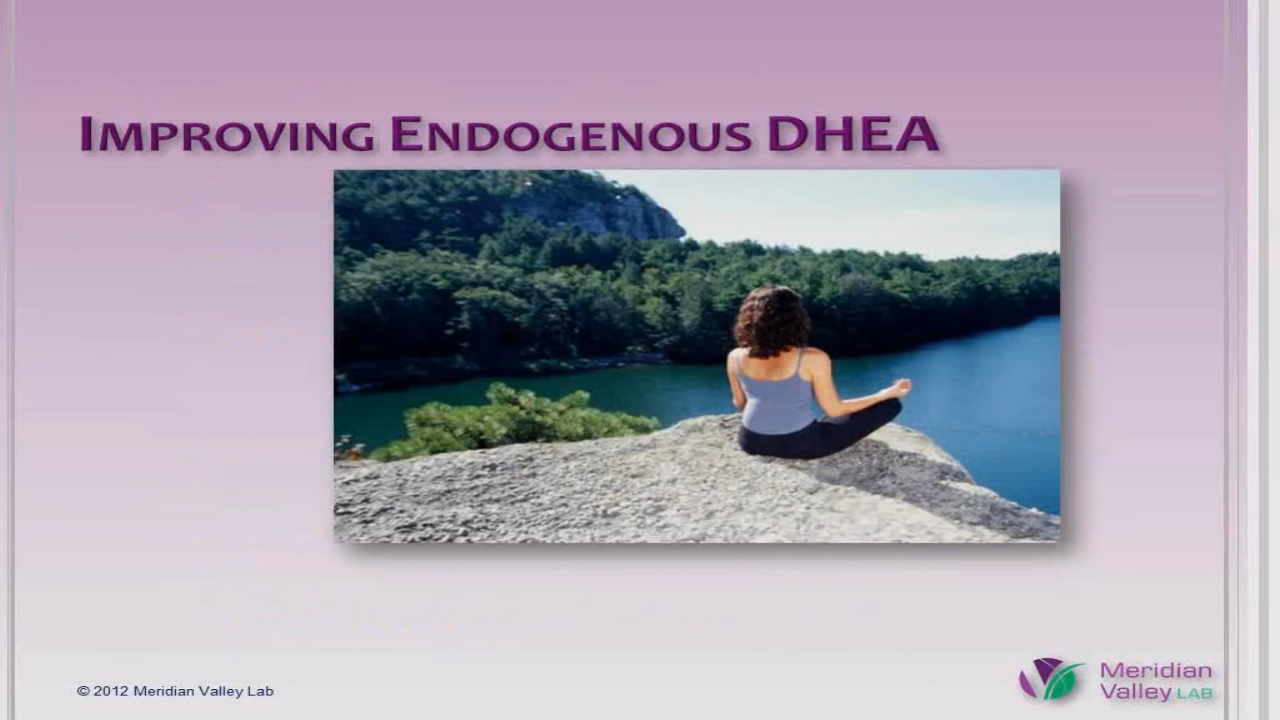 IMPROVING ENDOGENOUS DHEA
© 2012 Meridian Valley Lab
Meridian
Valley LAB